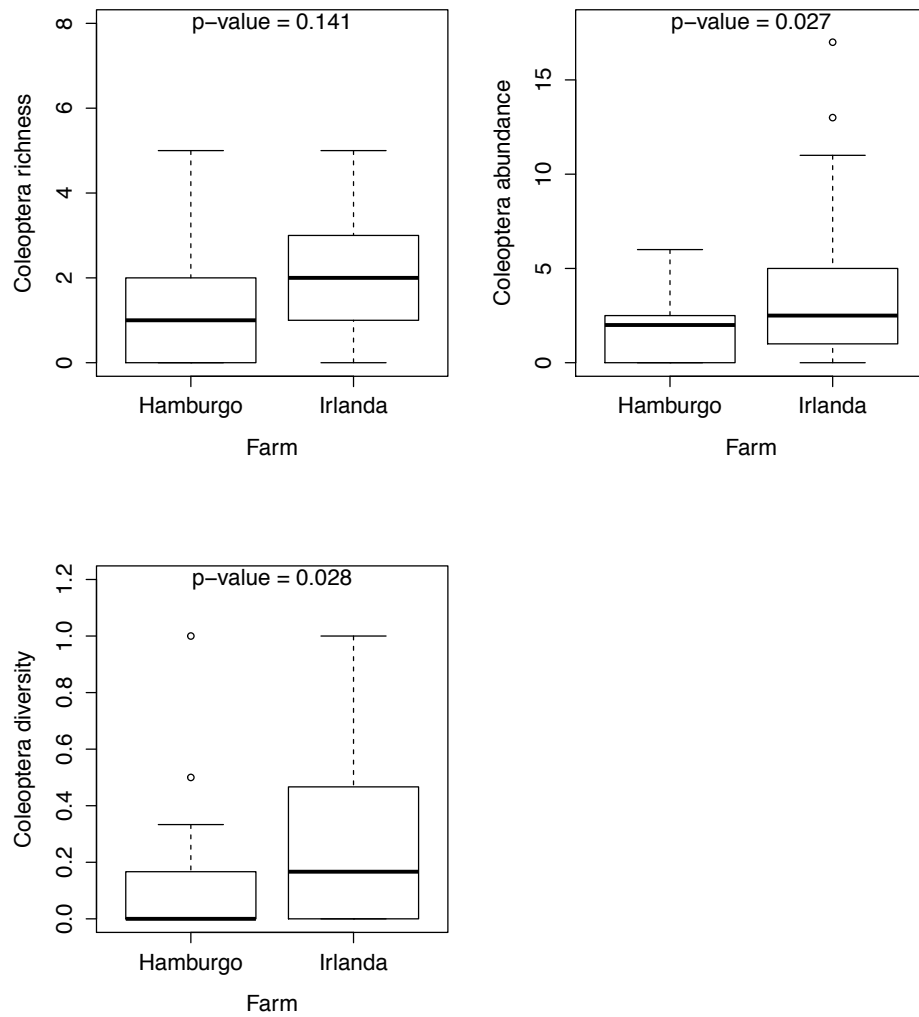 p−value = 0.141
Coleoptera richness
8
6
4
2
0
Hamburgo Irlanda
Farm
p−value = 0.027
Coleoptera abundance
15
10
5
0
Hamburgo Irlanda
Farm
p−value = 0.028
Coleoptera diversity
1.2
1.0
0.8
0.6
0.4
0.2
0.0
Hamburgo Irlanda
Farm